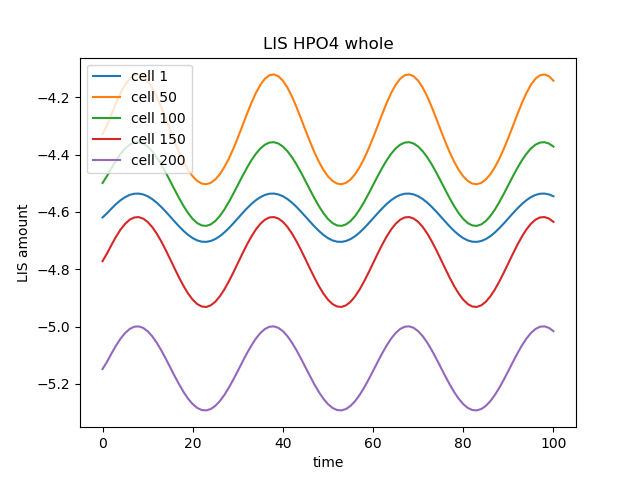 LIS HPO4 whole
cell 1
cell 50
cell 100
cell 150
cell 200
−4.2
−4.4
−4.6
−4.8
−5.0
−5.2
LIS amount
0 20 40 60 80 100
time